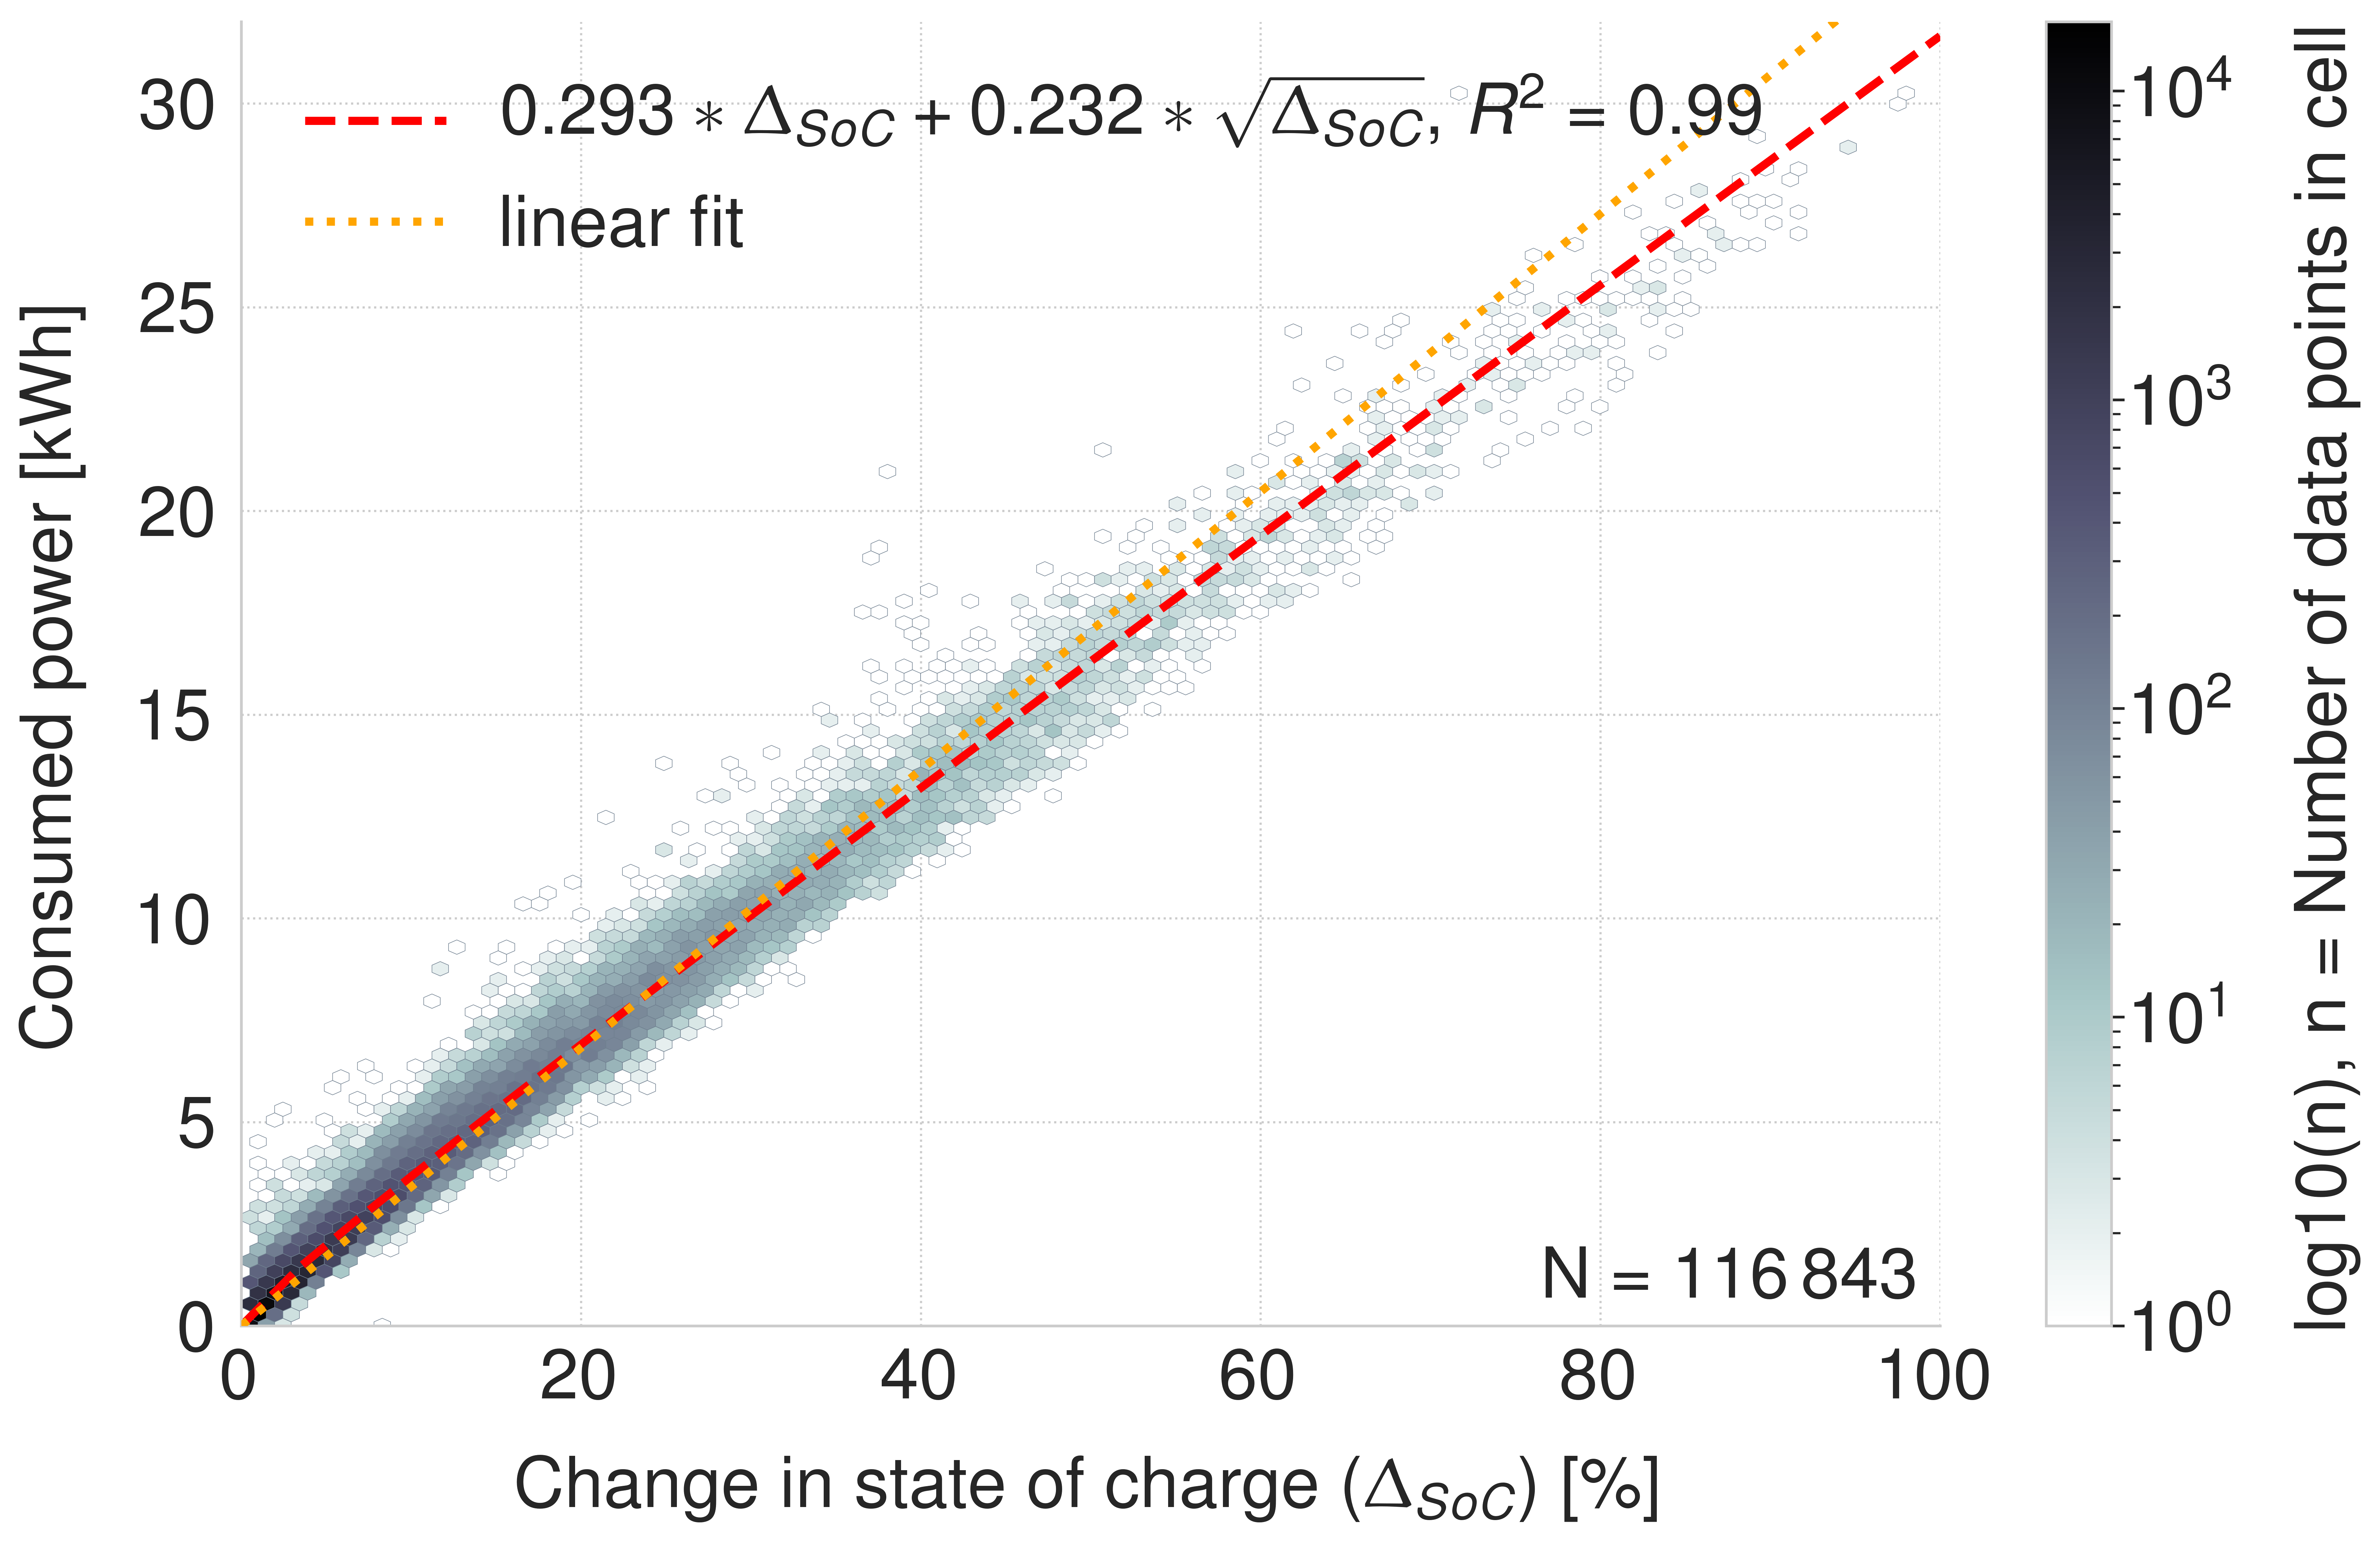 0.293 * Δ_SoC + 0.232 * √Δ_SoC, R² = 0.99
linear fit
N = 116 843
Consumed power [kWh]
30
25
20
15
10
5
0
0 20 40 60 80 100
Change in state of charge (Δ_SoC) [%]
10⁴
10³
10²
10¹
10⁰
log10(n), n = Number of data points in cell